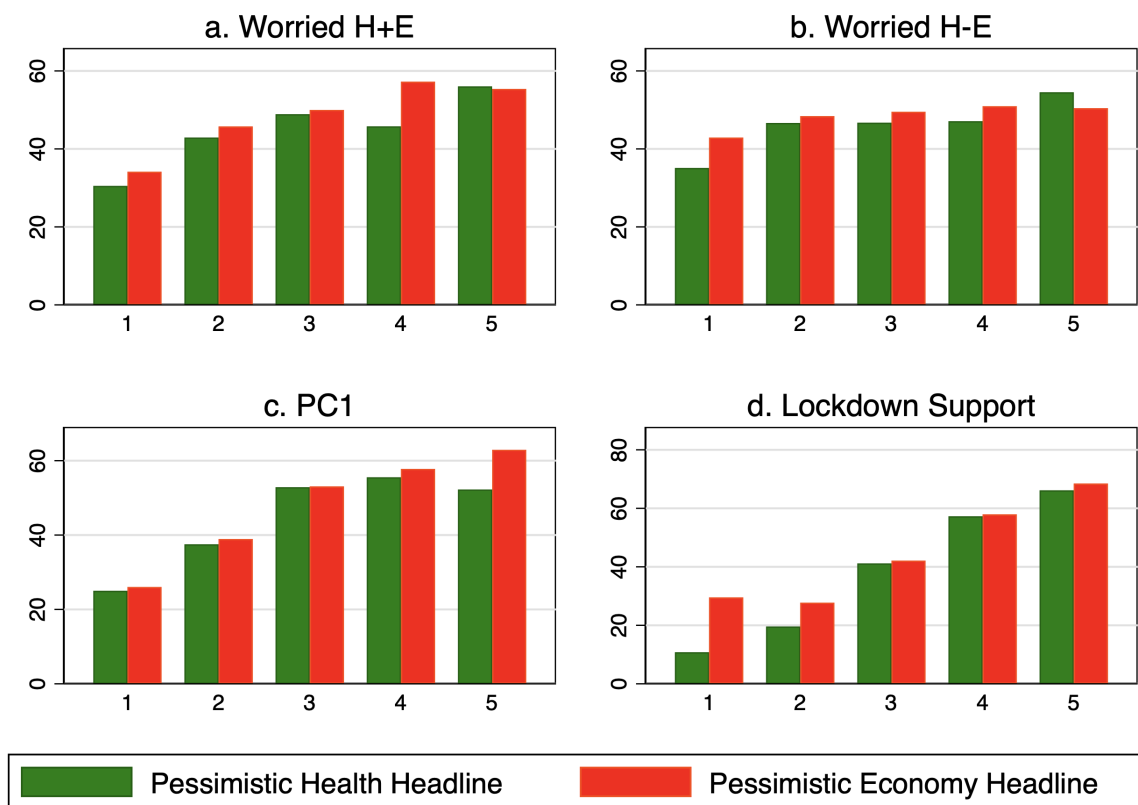 a. Worried H+E
60
40
20
0
1 2 3 4 5
b. Worried H-E
60
40
20
0
1 2 3 4 5
c. PC1
60
40
20
0
1 2 3 4 5
d. Lockdown Support
80
60
40
20
0
1 2 3 4 5
Pessimistic Health Headline
Pessimistic Economy Headline